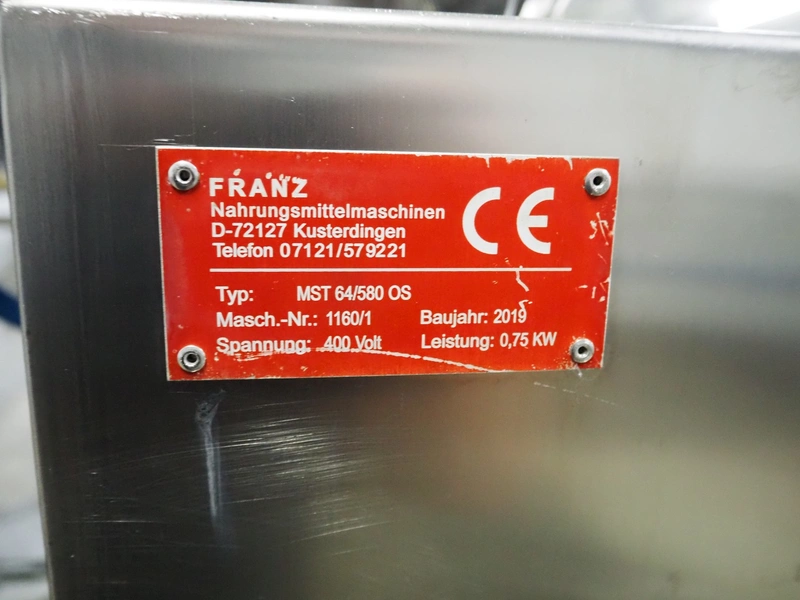 FRANZ
Nahrungsmittelmaschinen
D-72127 Kusterdingen
Telefon 07121/579221
CE
Typ: MST 64/580 OS
Masch.-Nr.: 1160/1 Baujahr: 2019
Spannung: 400 Volt Leistung: 0,75 KW